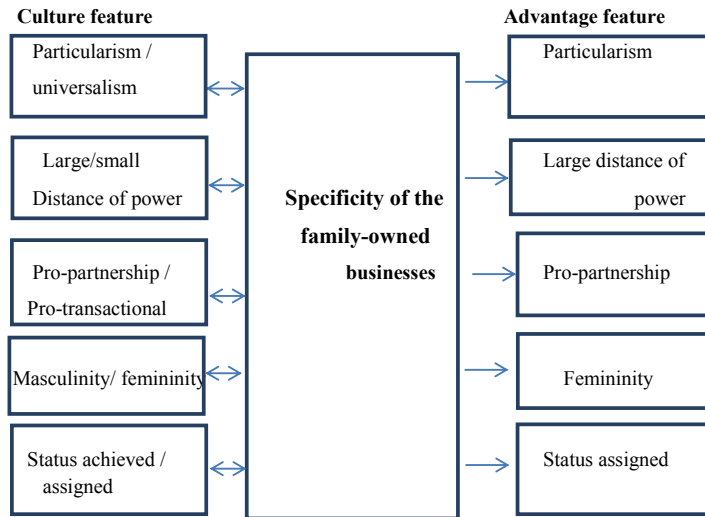 Culture feature
Advantage feature
Particularism /
universalism
Particularism
Large/small
Distance of power
Specificity of the
family-owned
businesses
Large distance of
power
Pro-partnership /
Pro-transactional
Pro-partnership
Masculinity/ femininity
Femininity
Status achieved /
assigned
Status assigned